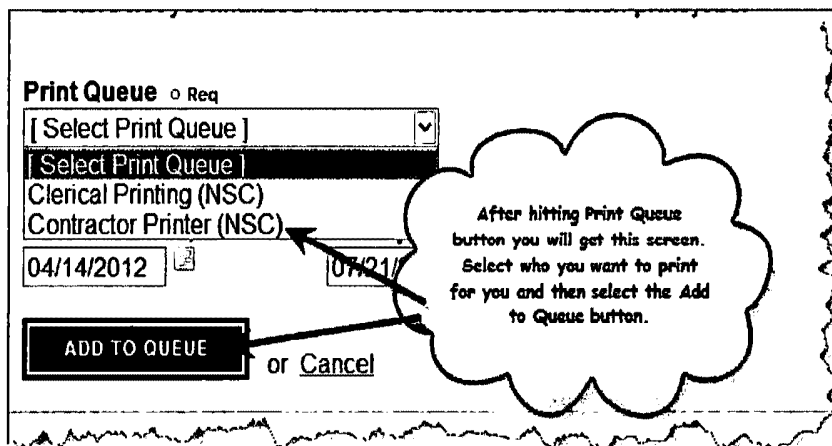 Print Queue o Req
[ Select Print Queue ]
[ Select Print Queue ]
Clerical Printing (NSC)
Contractor Printer (NSC)
04/14/2012 07/21/
ADD TO QUEUE or Cancel
After hitting Print Queue
button you will get this screen.
Select who you want to print
for you and then select the Add
to Queue button.